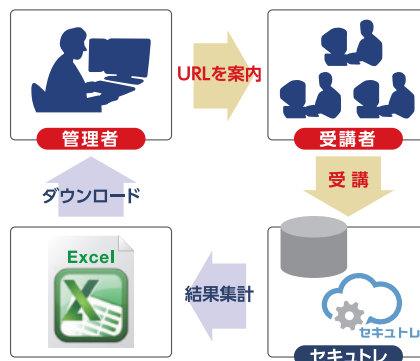 URLを案内
管理者
受講者
ダウンロード
受講
Excel
結果集計
セキュトレ
セキュトレ